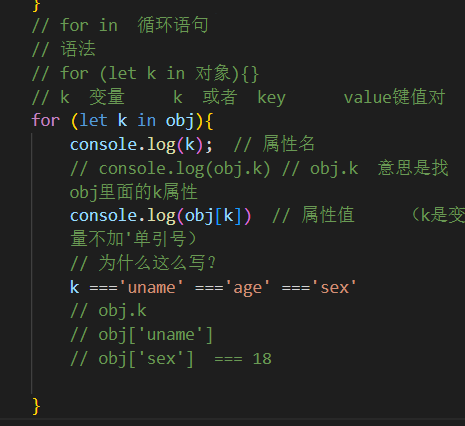 }
// for in  循环语句
// 语法
// for (let k in 对象){}
// k  变量     k  或者  key      value键值对
for (let k in obj){
console.log(k);  // 属性名
// console.log(obj.k) // obj.k  意思是找
obj里面的k属性
console.log(obj[k])  // 属性值     （k是变
量不加'单引号）
// 为什么这么写?
k ==='uname' ==='age' ==='sex'
// obj.k
// obj['uname']
// obj['sex']  === 18
}